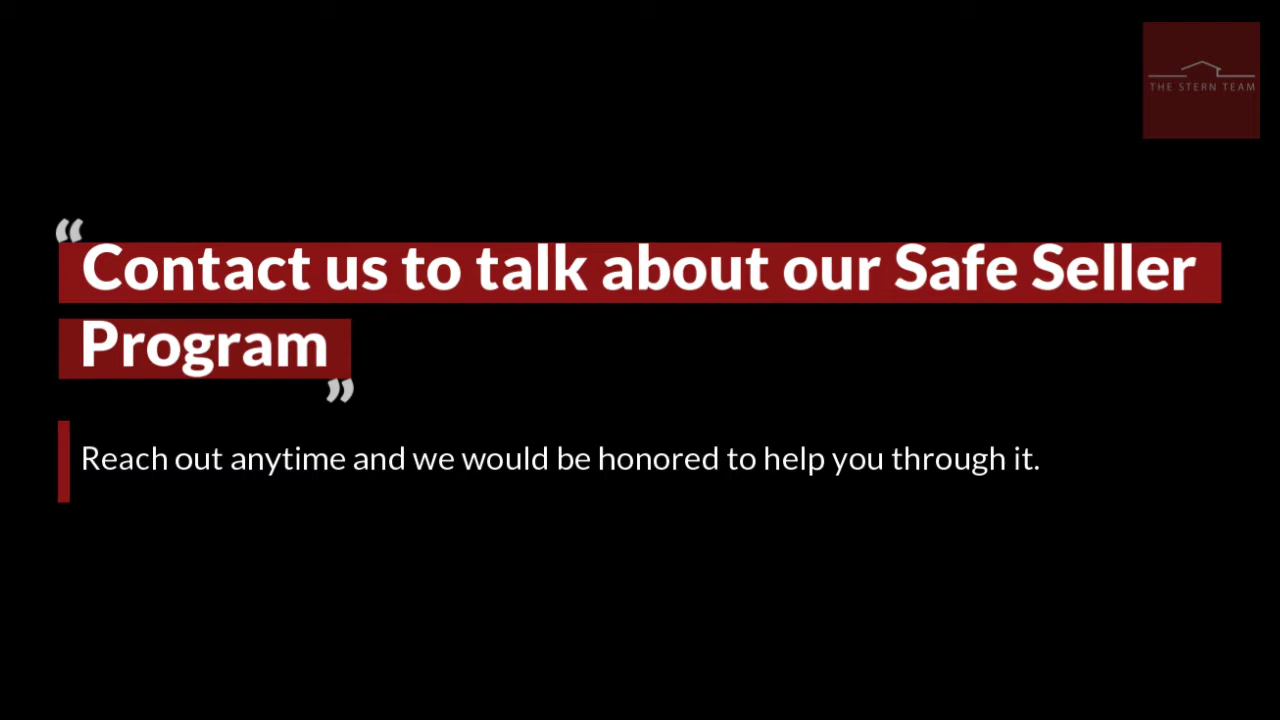 THE STERN TEAM
“Contact us to talk about our Safe Seller
Program”
Reach out anytime and we would be honored to help you through it.